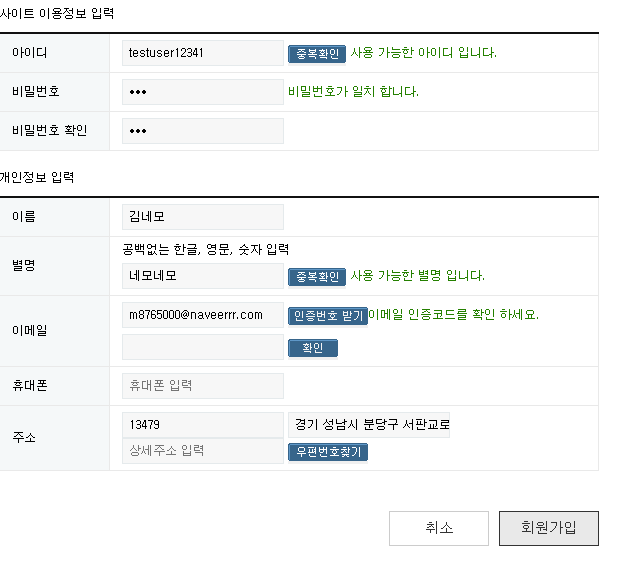 사이트 이용정보 입력
아이디 testuser12341 중복확인 사용 가능한 아이디 입니다.
비밀번호 ●●● 비밀번호가 일치 합니다.
비밀번호 확인 ●●●
개인정보 입력
이름 김네모
공백없는 한글, 영문, 숫자 입력
별명 네모네모 중복확인 사용 가능한 별명 입니다.
이메일 m8765000@naveerrr.com 인증번호 받기 이메일 인증코드를 확인 하세요.
확인
휴대폰 휴대폰 입력
주소 13479 경기 성남시 분당구 서판교로
상세주소 입력 우편번호찾기
취소 회원가입